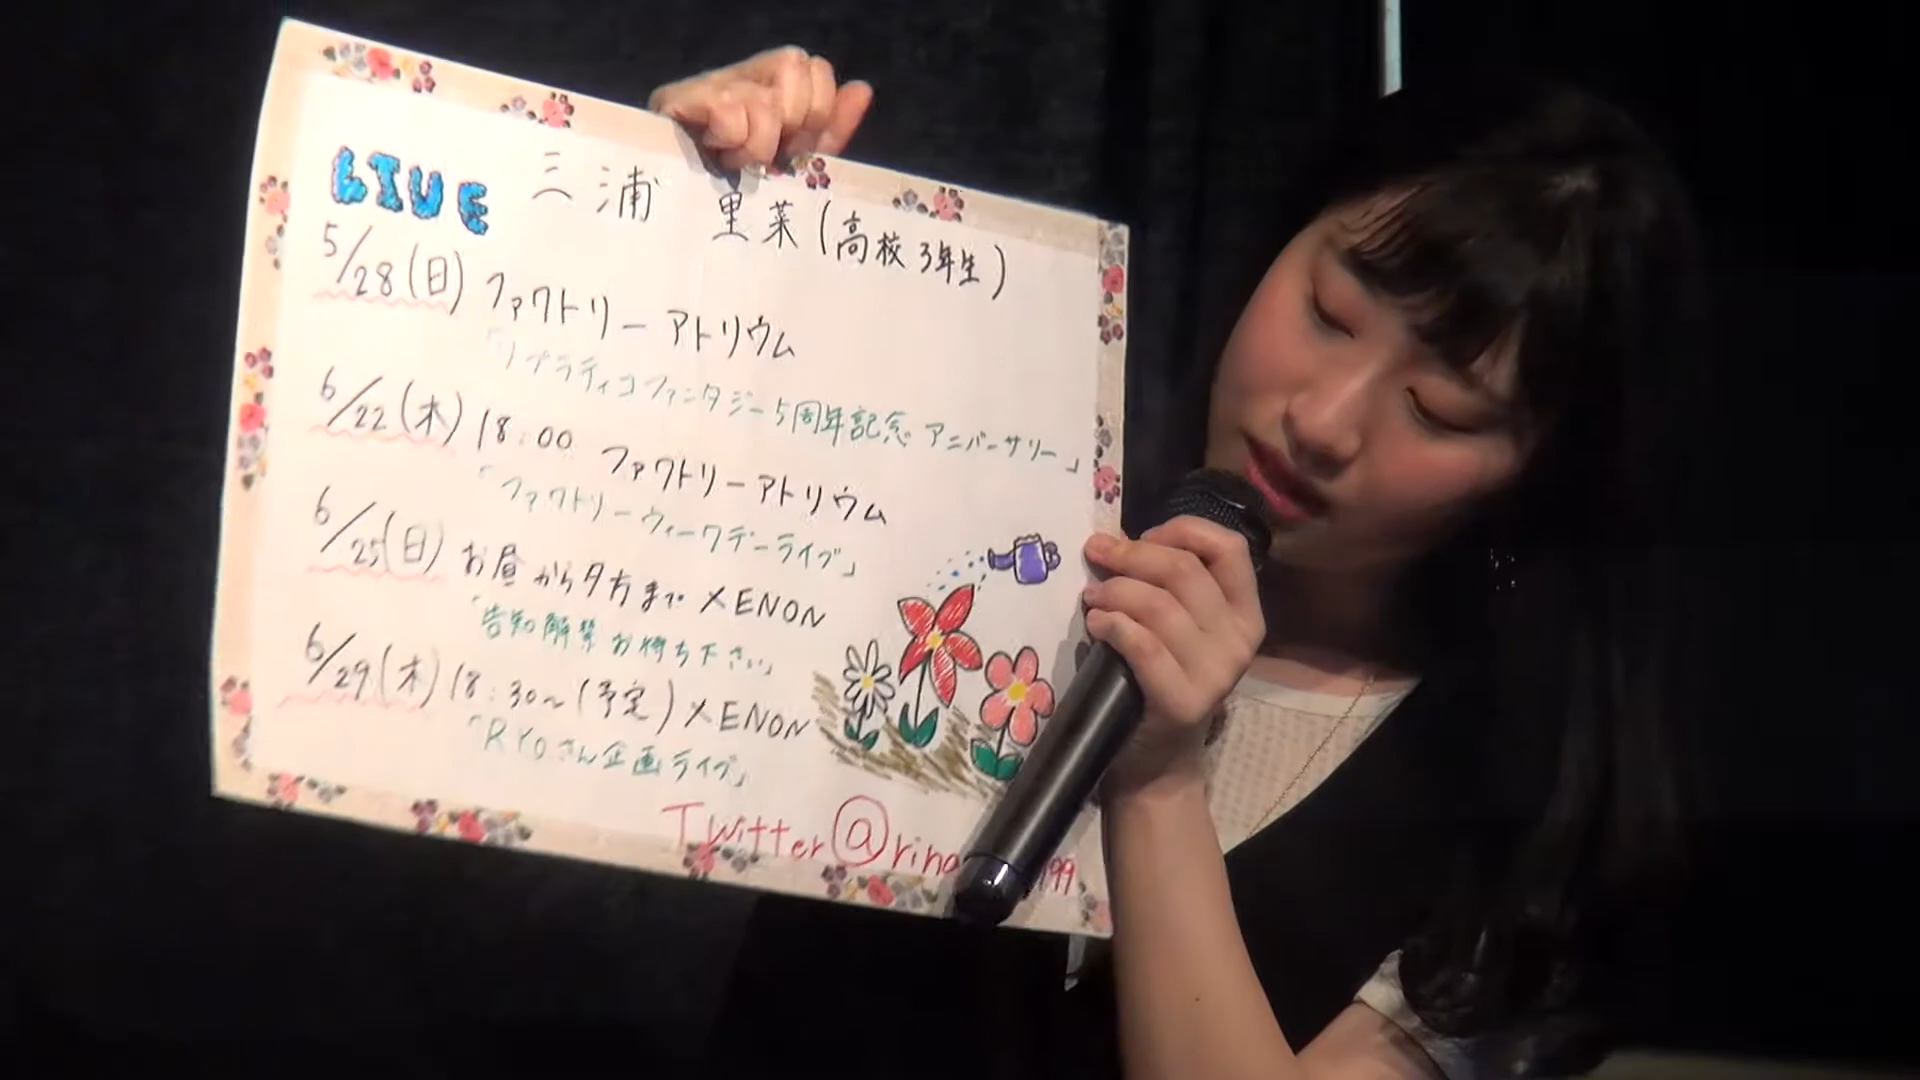 LIVE 三浦 里菜(高校3年生)
5/28(日) ファクトリーアトリウム
「リプラティコファンタジー5周年記念 アニバーサリー」
6/22(木) 18:00 ファクトリーアトリウム
「ファクトリーウィークデーライブ」
6/25(日) お昼から夕方まで XENON
「告知解禁お待ち下さい」
6/29(木) 18:30~(予定) XENON
「RYOさん企画ライブ」
Twitter@rina